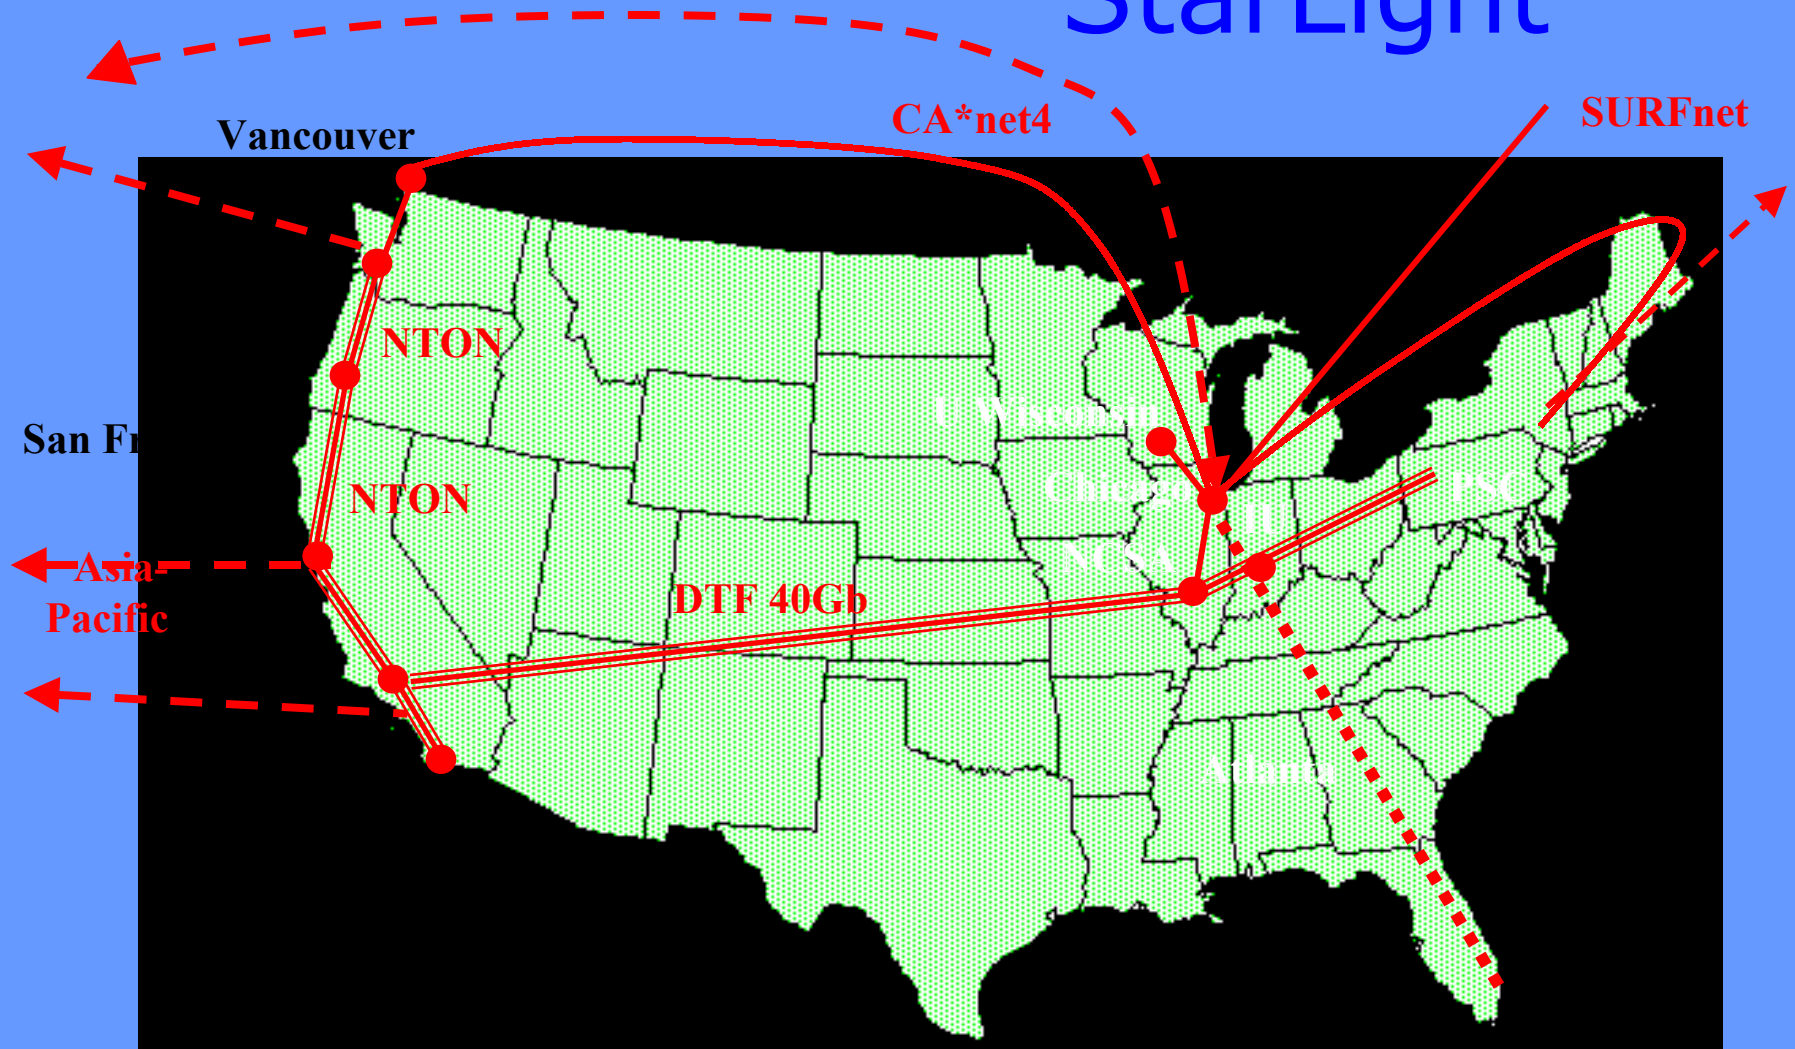 StarLight
CA*net4
SURFnet
Vancouver
NTON
U Wisconsin
San Fr
NTON
Chicago
PSC
IU
NCSA
Asia-
Pacific
DTF 40Gb
Atlanta